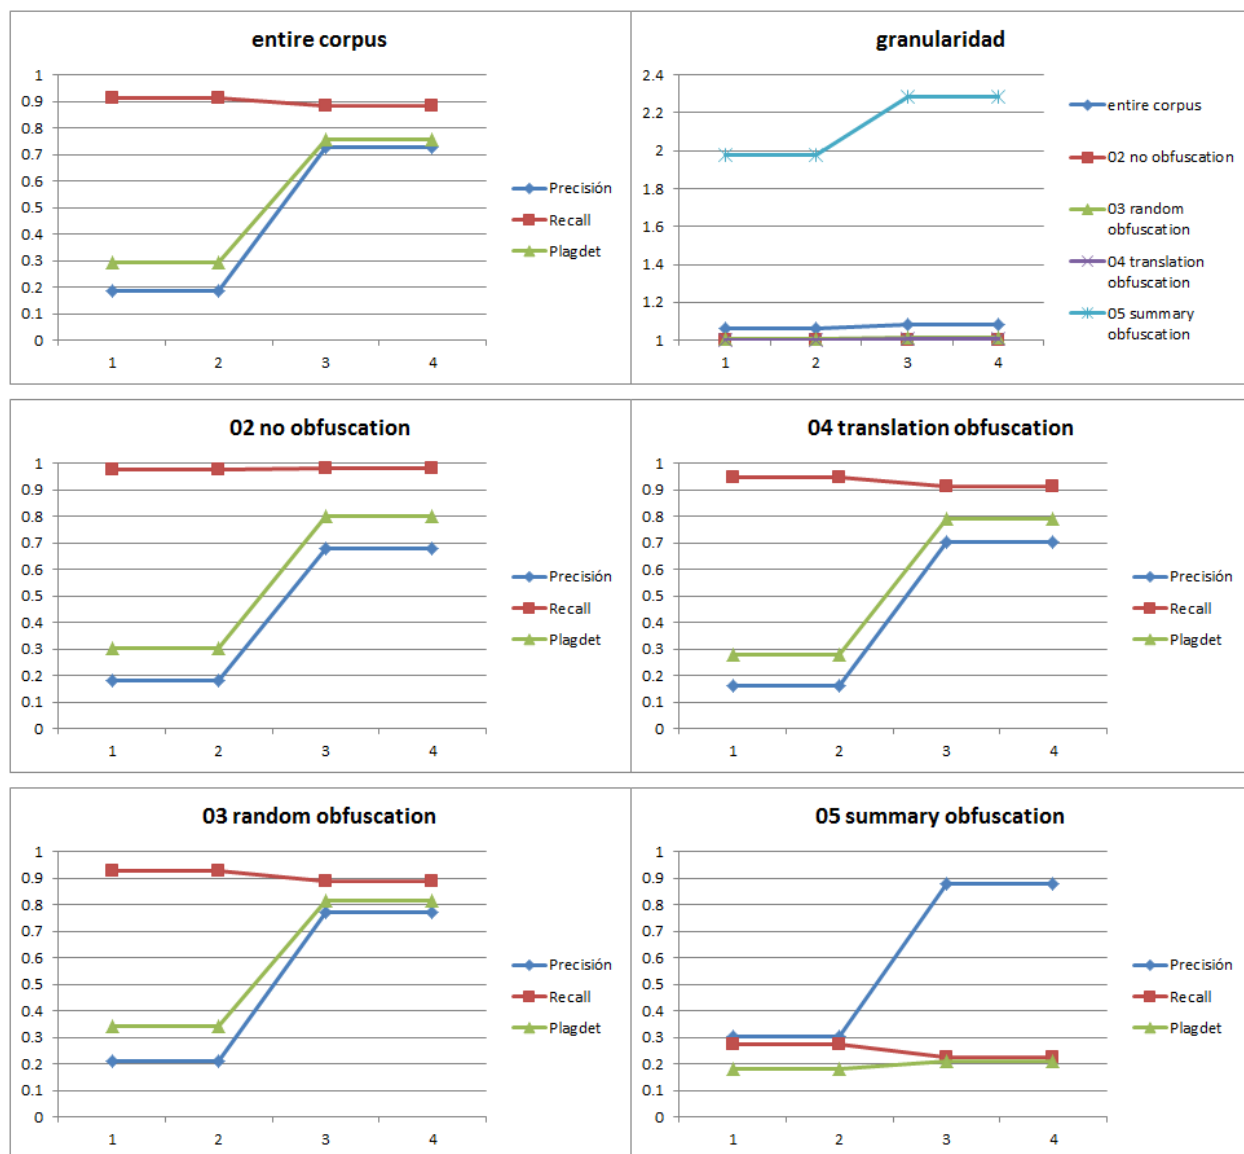 entire corpus
1
0.9
0.8
0.7
0.6
0.5
0.4
0.3
0.2
0.1
0
1 2 3 4
Precisión
Recall
Plagdet
granularidad
2.4
2.2
2
1.8
1.6
1.4
1.2
1
1 2 3 4
entire corpus
02 no obfuscation
03 random
obfuscation
04 translation
obfuscation
05 summary
obfuscation
02 no obfuscation
1
0.9
0.8
0.7
0.6
0.5
0.4
0.3
0.2
0.1
0
1 2 3 4
Precisión
Recall
Plagdet
04 translation obfuscation
1
0.9
0.8
0.7
0.6
0.5
0.4
0.3
0.2
0.1
0
1 2 3 4
Precisión
Recall
Plagdet
03 random obfuscation
1
0.9
0.8
0.7
0.6
0.5
0.4
0.3
0.2
0.1
0
1 2 3 4
Precisión
Recall
Plagdet
05 summary obfuscation
1
0.9
0.8
0.7
0.6
0.5
0.4
0.3
0.2
0.1
0
1 2 3 4
Precisión
Recall
Plagdet